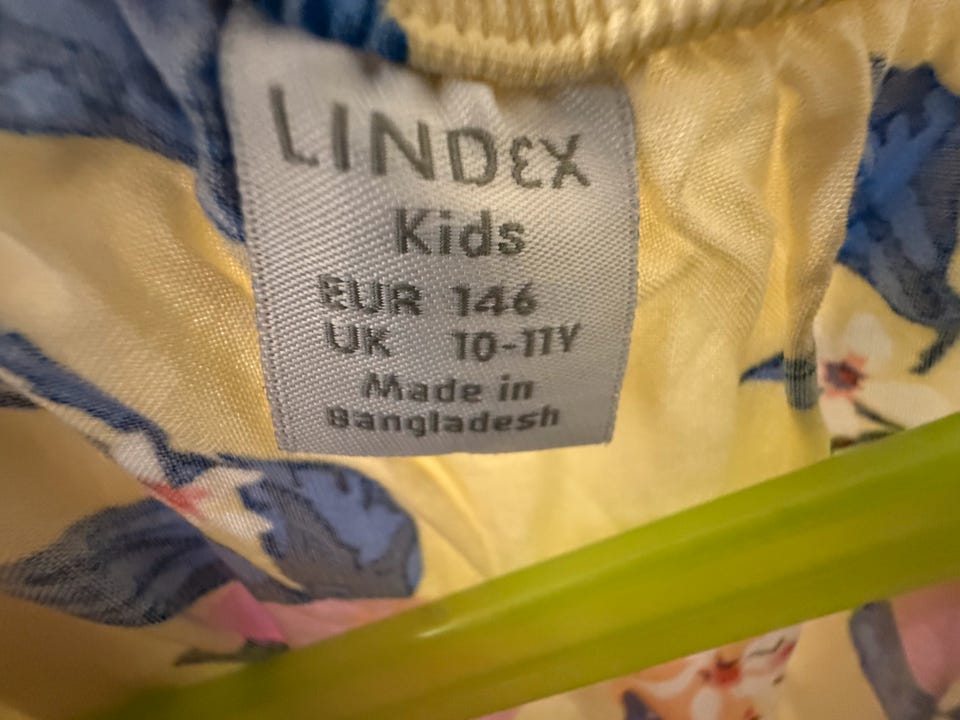 LINDEX
Kids
EUR 146
UK 10-11Y
Made in
Bangladesh